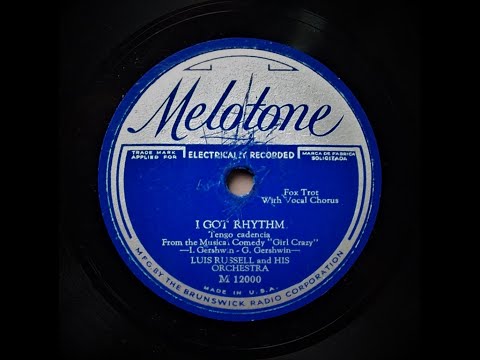 Melotone
TRADE MARK
APPLIED FOR
ELECTRICALLY RECORDED
MARCA DE FABRICA
SOLICITADA
Fox Trot
With Vocal Chorus
I GOT RHYTHM
Tengo cadencia
From the Musical Comedy "Girl Crazy"
—I. Gershwin - G. Gershwin—
LUIS RUSSELL and HIS
ORCHESTRA
M 12000
MADE IN U.S.A.
MFG. BY THE BRUNSWICK RADIO CORPORATION